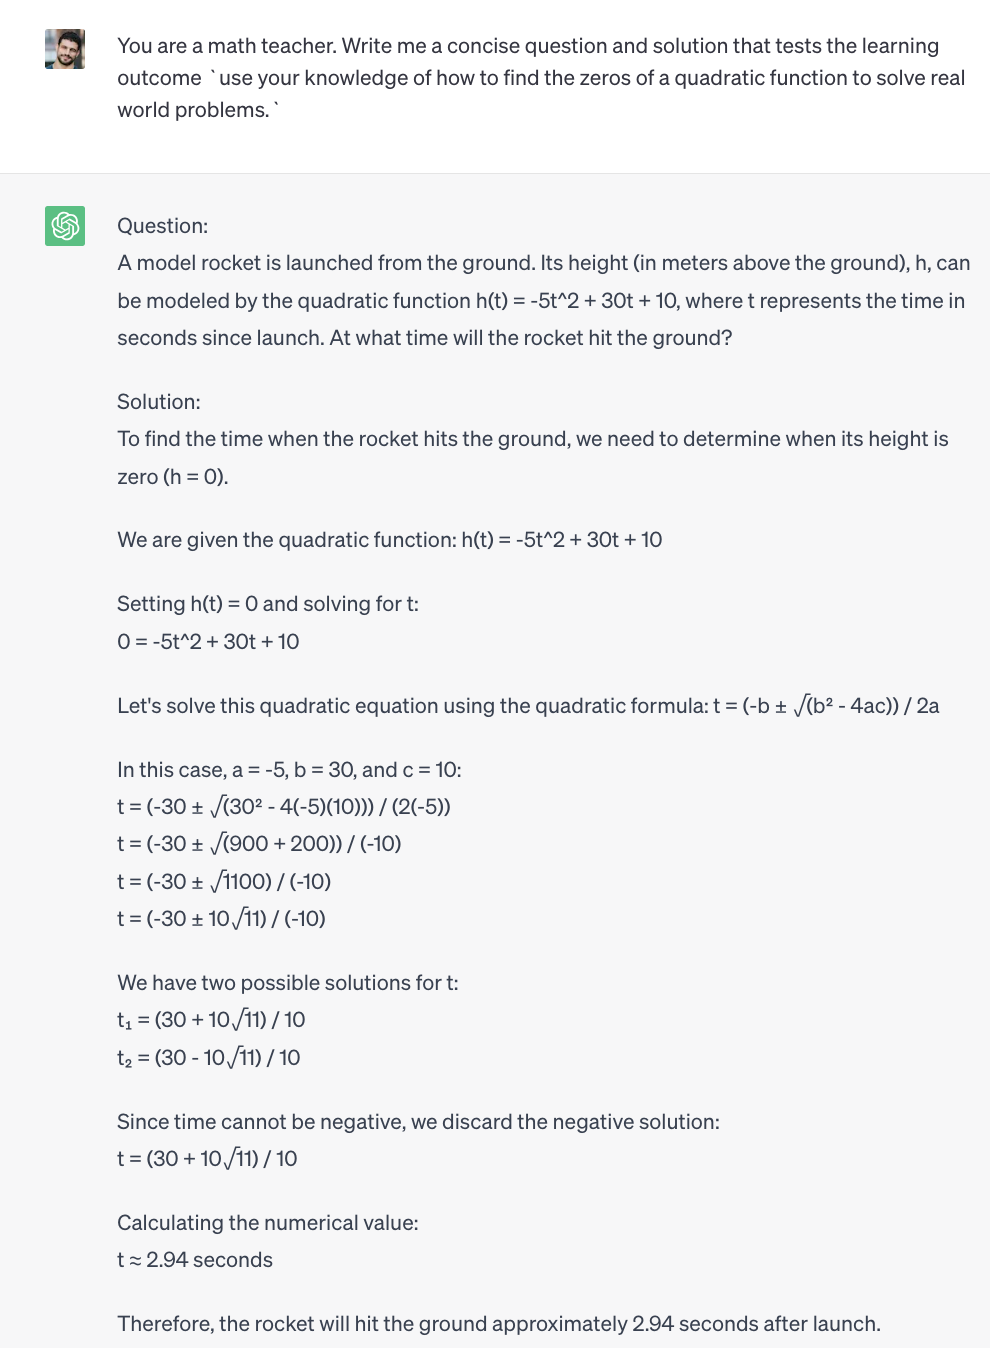 You are a math teacher. Write me a concise question and solution that tests the learning
outcome `use your knowledge of how to find the zeros of a quadratic function to solve real
world problems.`
Question:
A model rocket is launched from the ground. Its height (in meters above the ground), h, can
be modeled by the quadratic function h(t) = -5t^2 + 30t + 10, where t represents the time in
seconds since launch. At what time will the rocket hit the ground?
Solution:
To find the time when the rocket hits the ground, we need to determine when its height is
zero (h = 0).
We are given the quadratic function: h(t) = -5t^2 + 30t + 10
Setting h(t) = 0 and solving for t:
0 = -5t^2 + 30t + 10
Let's solve this quadratic equation using the quadratic formula: t = (-b ± √(b² - 4ac)) / 2a
In this case, a = -5, b = 30, and c = 10:
t = (-30 ± √(30² - 4(-5)(10))) / (2(-5))
t = (-30 ± √(900 + 200)) / (-10)
t = (-30 ± √1100) / (-10)
t = (-30 ± 10√11) / (-10)
We have two possible solutions for t:
t₁ = (30 + 10√11) / 10
t₂ = (30 - 10√11) / 10
Since time cannot be negative, we discard the negative solution:
t = (30 + 10√11) / 10
Calculating the numerical value:
t ≈ 2.94 seconds
Therefore, the rocket will hit the ground approximately 2.94 seconds after launch.